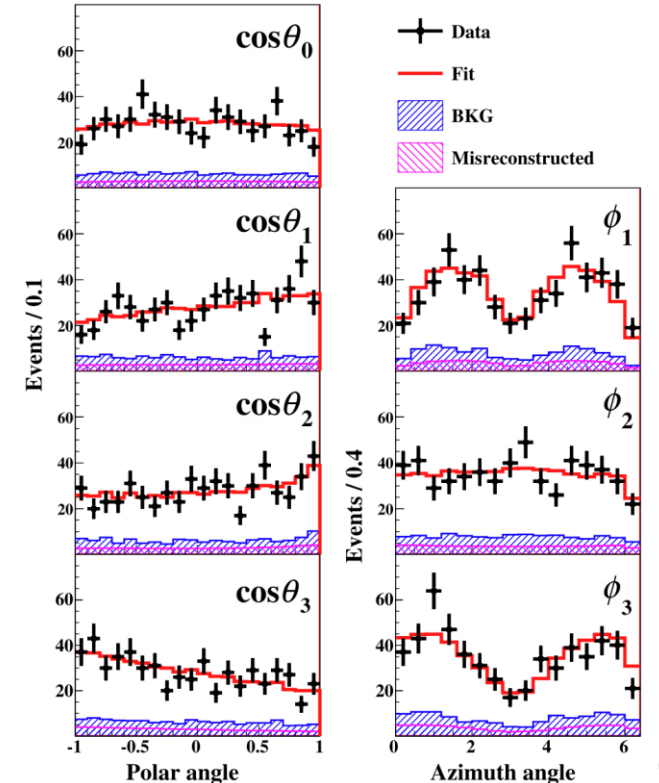 cosθ0
60
40
20
Data
Fit
BKG
Misreconstructed
cosθ1
60
40
20
ϕ1
60
40
20
Events / 0.1
cosθ2
60
40
20
ϕ2
60
40
20
Events / 0.4
cosθ3
60
40
20
ϕ3
60
40
20
-1 -0.5 0 0.5 1
0 2 4 6
Polar angle
Azimuth angle